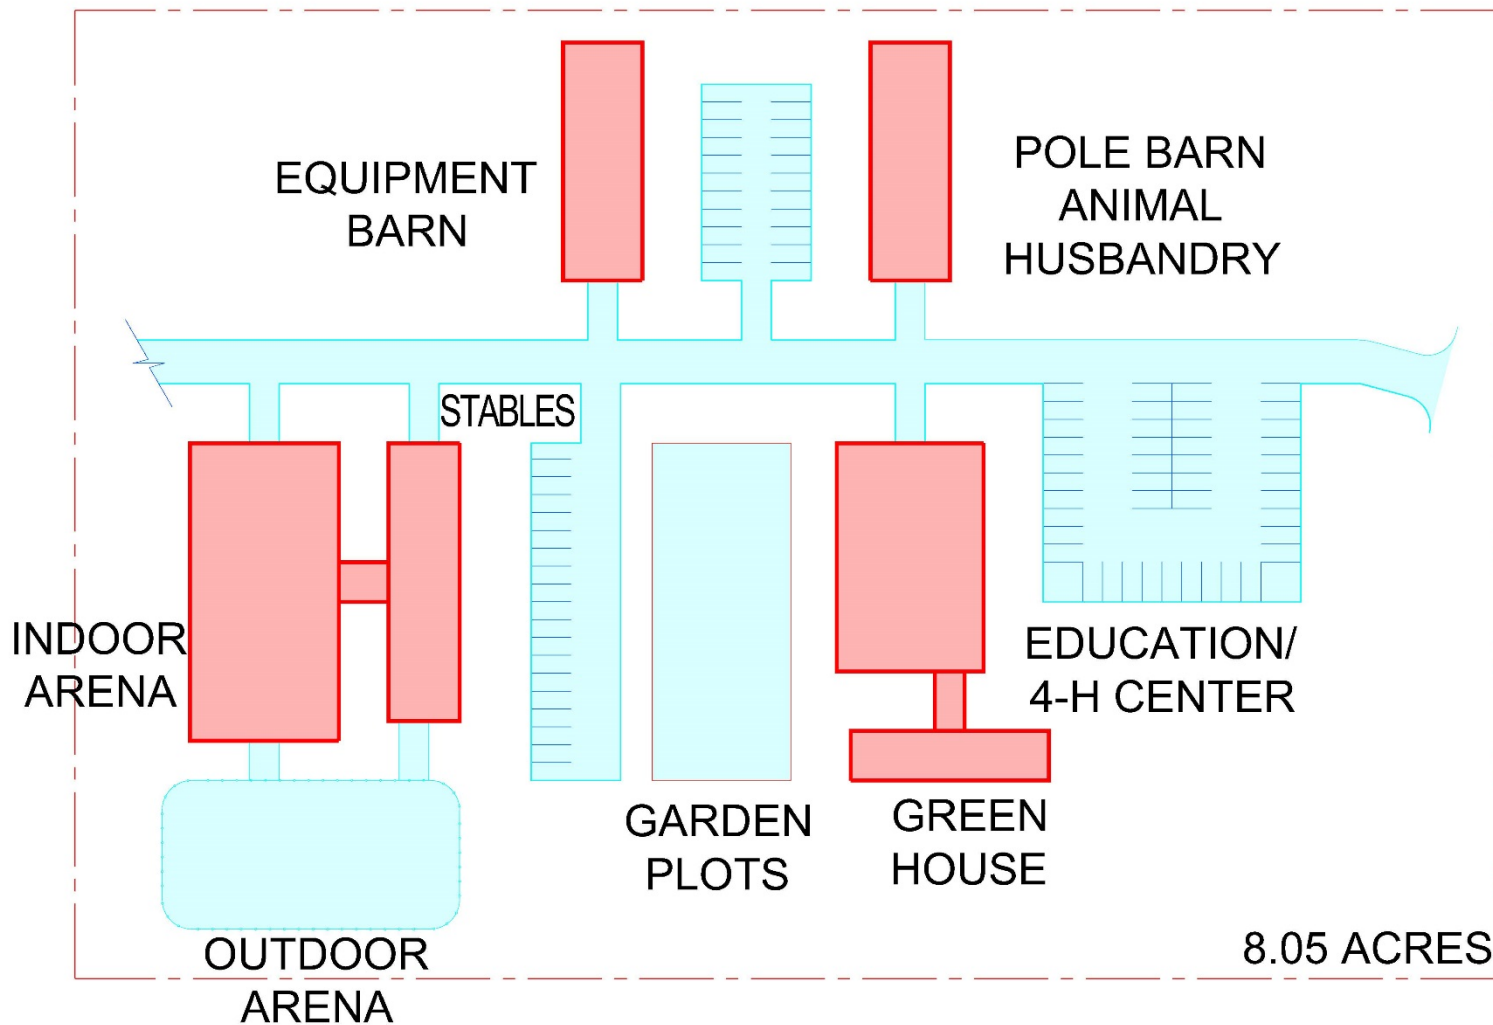 EQUIPMENT
BARN
POLE BARN
ANIMAL
HUSBANDRY
STABLES
INDOOR
ARENA
EDUCATION/
4-H CENTER
GARDEN
PLOTS
GREEN
HOUSE
OUTDOOR
ARENA
8.05 ACRES